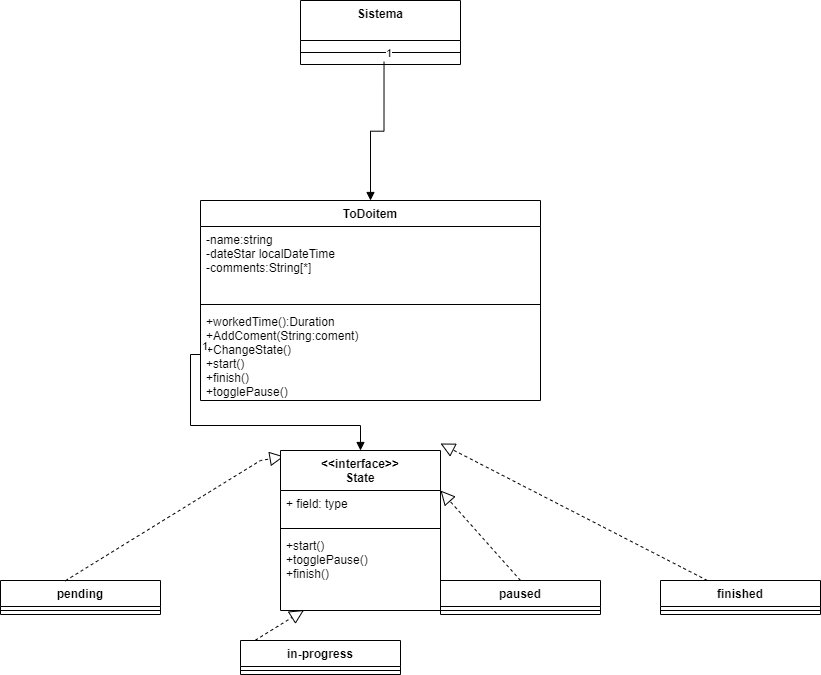 Sistema
1
ToDoitem
-name:string
-dateStar localDateTime
-comments:String[*]
+workedTime():Duration
+AddComent(String:coment)
1
+ChangeState()
+start()
+finish()
+togglePause()
<<interface>>
State
+ field: type
+start()
+togglePause()
+finish()
pending
paused
finished
in-progress